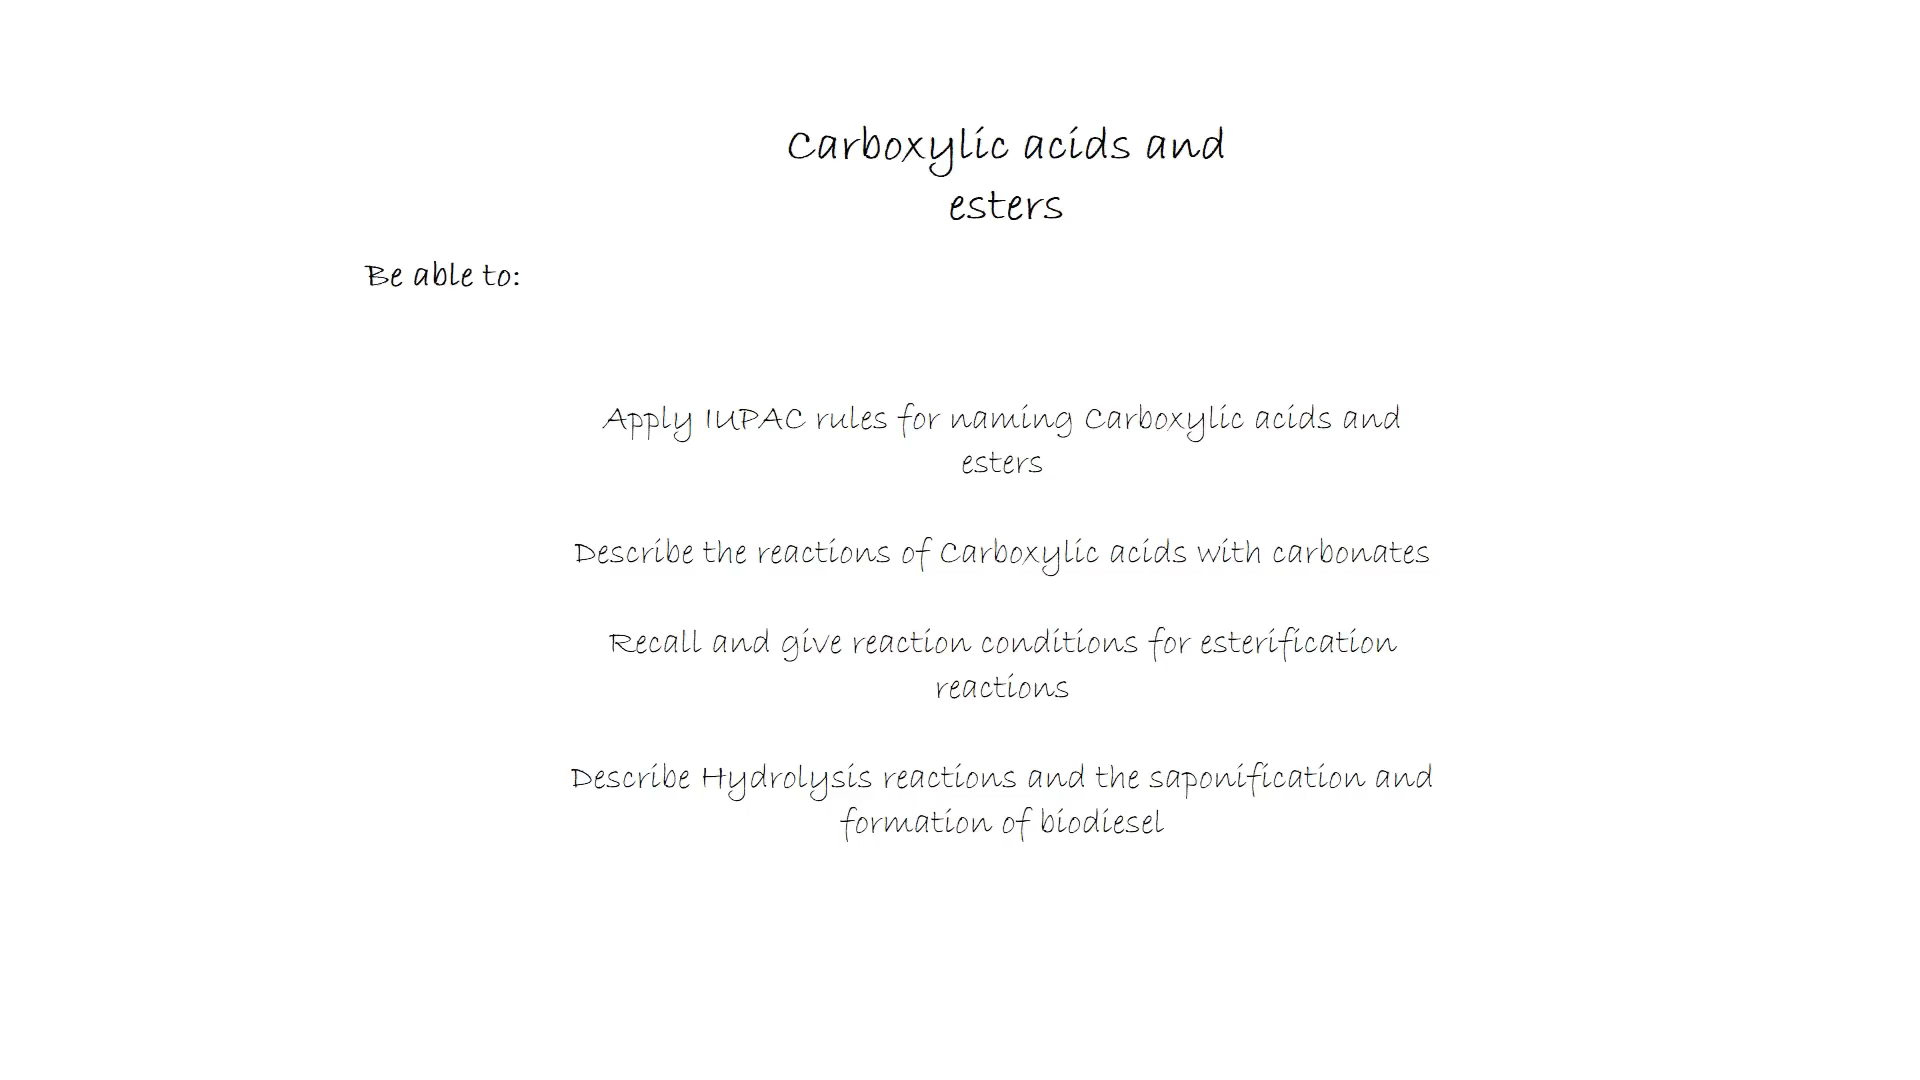 Carboxylic acids and
esters
Be able to:
Apply IUPAC rules for naming Carboxylic acids and
esters
Describe the reactions of Carboxylic acids with carbonates
Recall and give reaction conditions for esterification
reactions
Describe Hydrolysis reactions and the saponification and
formation of biodiesel